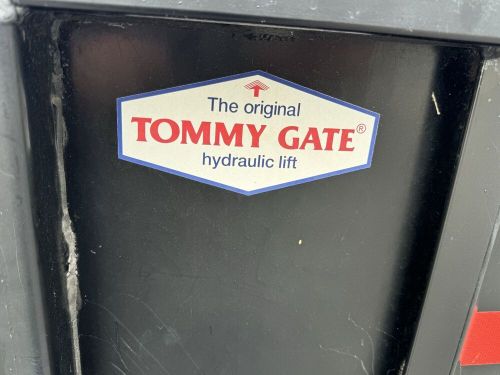 The original
TOMMY GATE®
hydraulic lift